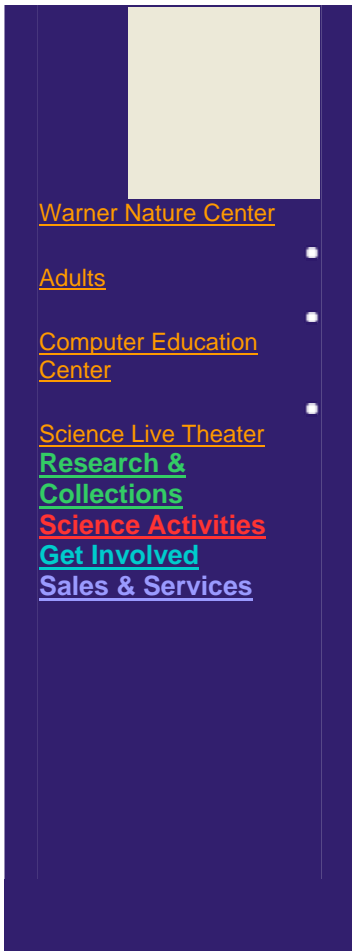 Warner Nature Center
Adults
Computer Education
Center
Science Live Theater
Research &
Collections
Science Activities
Get Involved
Sales & Services